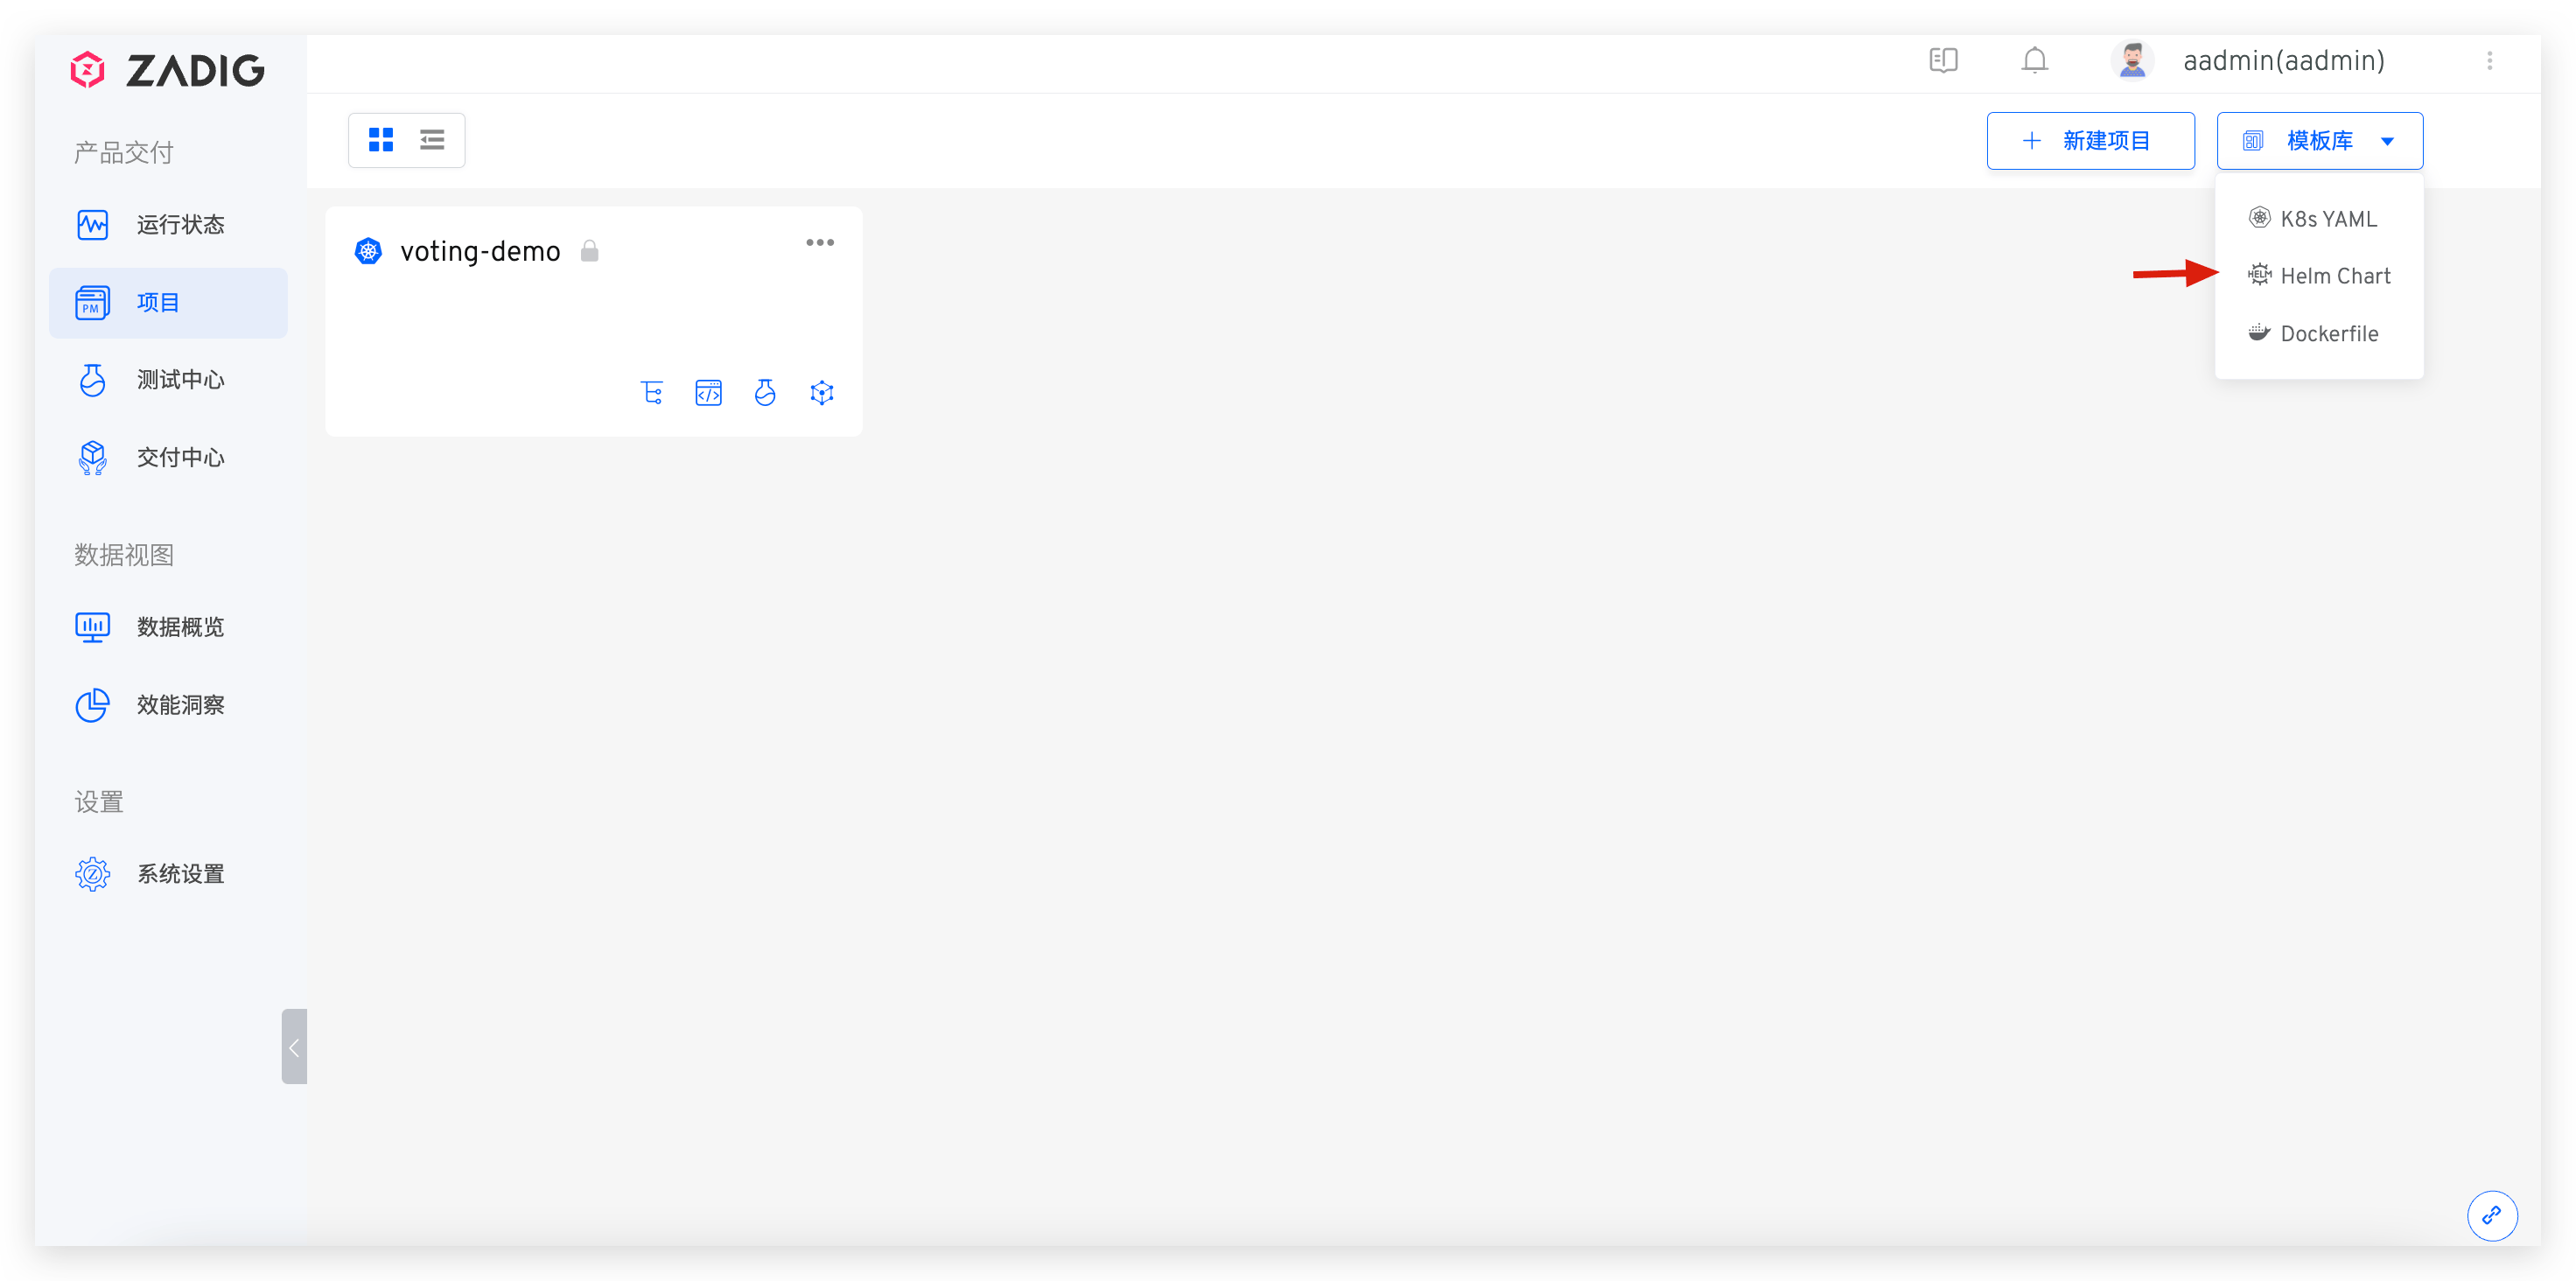 ZADIG
aadmin(aadmin)
产品交付
新建项目
模板库
运行状态
K8s YAML
voting-demo
HELM Helm Chart
PM 项目
Dockerfile
测试中心
交付中心
数据视图
数据概览
效能洞察
设置
系统设置